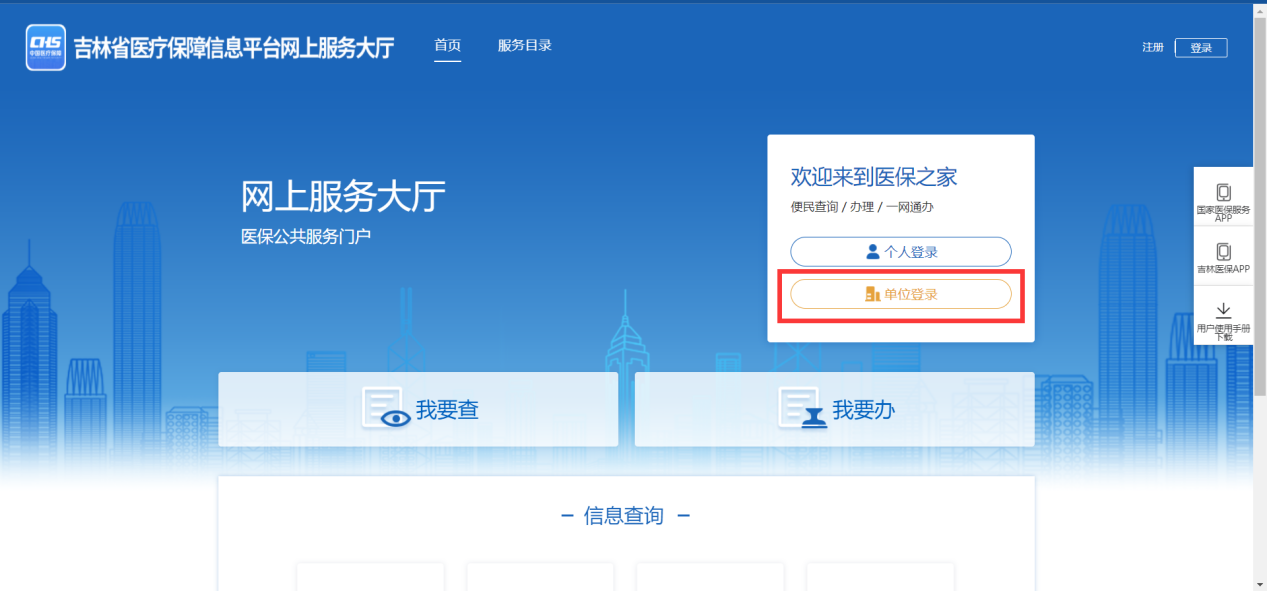 CHS
中国医疗保障
吉林省医疗保障信息平台网上服务大厅
首页
服务目录
注册
登录
网上服务大厅
医保公共服务门户
欢迎来到医保之家
便民查询 / 办理 / 一网通办
个人登录
单位登录
国家医保服务
APP
吉林医保APP
用户使用手册
下载
我要查
我要办
信息查询